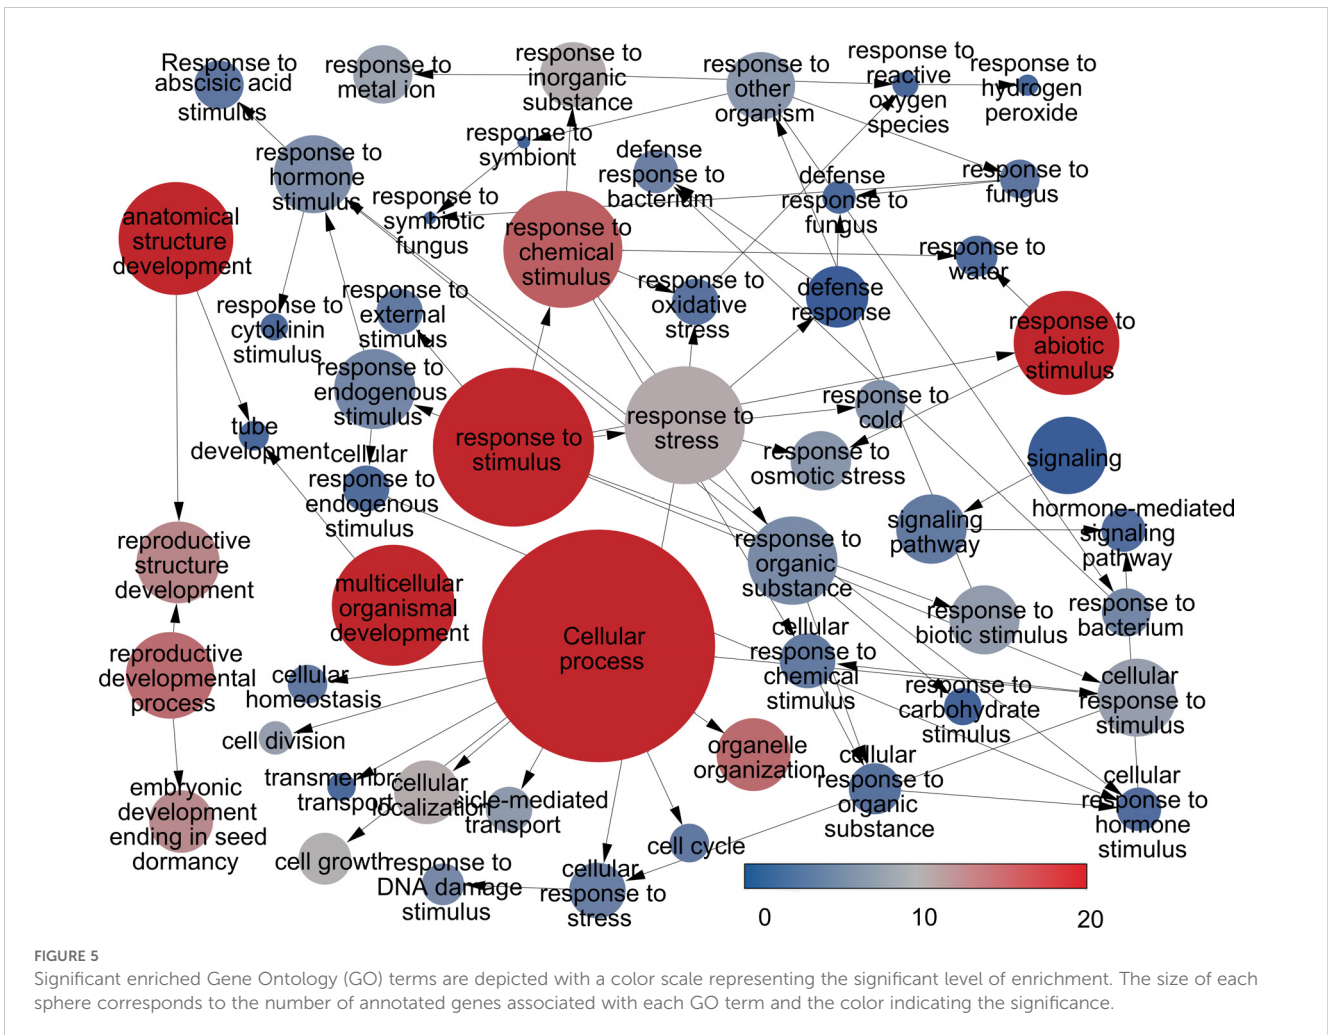 Response to
abscisic acid
stimulus
response to
metal ion
response to
inorganic
substance
response to
other
organism
response to
reactive
oxygen
species
response to
hydrogen
peroxide
response to
symbiont
response to
hormone
stimulus
defense
response to
bacterium
defense
response to
fungus
response to
fungus
response to
symbiotic
fungus
anatomical
structure
development
response to
chemical
stimulus
response to
water
response to
oxidative
stress
defense
response
response to
external
stimulus
response to
cytokinin
stimulus
response to
abiotic
stimulus
response to
endogenous
stimulus
response to
cold
tube
development
response to
stimulus
response to
stress
response to
osmotic stress
signaling
cellular
response to
endogenous
stimulus
signaling
pathway
hormone-mediated
signaling
pathway
reproductive
structure
development
response to
organic
substance
multicellular
organismal
development
response to
biotic stimulus
response to
bacterium
Cellular
process
cellular
response to
chemical
stimulus
reproductive
developmental
process
cellular
homeostasis
response to
carbohydrate
stimulus
cellular
response to
stimulus
cell division
organelle
organization
embryonic
development
ending in seed
dormancy
transmembra
transport
cellular
localization
icle-mediated
transport
cellular
response to
organic
substance
cellular
response to
hormone
stimulus
cell growth
response to
DNA damage
stimulus
cell cycle
cellular
response to
stress
0 10 20
FIGURE 5
Significant enriched Gene Ontology (GO) terms are depicted with a color scale representing the significant level of enrichment. The size of each
sphere corresponds to the number of annotated genes associated with each GO term and the color indicating the significance.